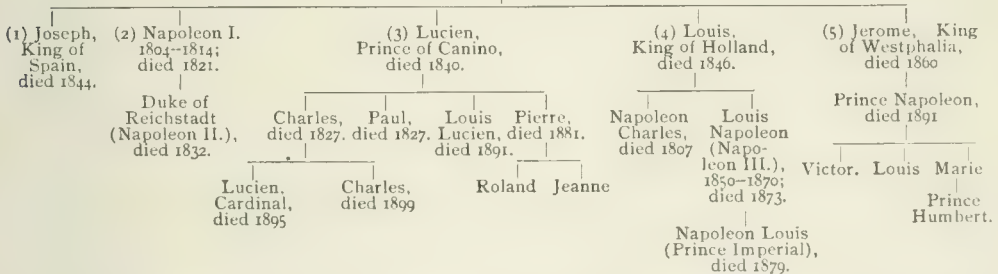 (1) Joseph,
King of
Spain,
died 1844.
(2) Napoleon I.
1804–1814;
died 1821.
(3) Lucien,
Prince of Canino,
died 1840.
(4) Louis,
King of Holland,
died 1846.
(5) Jerome, King
of Westphalia,
died 1860
Duke of
Reichstadt
(Napoleon II.),
died 1832.
Charles,
died 1827.
Paul,
died 1827.
Louis
Lucien,
1891.
Pierre,
died 1881.
Napoleon
Charles,
died 1807
Louis
Napoleon
(Napo-
leon III.),
1850–1870;
died 1873.
Prince Napoleon,
died 1891
Lucien,
Cardinal,
died 1895
Charles,
died 1899
Roland
Jeanne
Victor.
Louis
Marie
Napoleon Louis
(Prince Imperial),
died 1879.
Prince
Humbert.